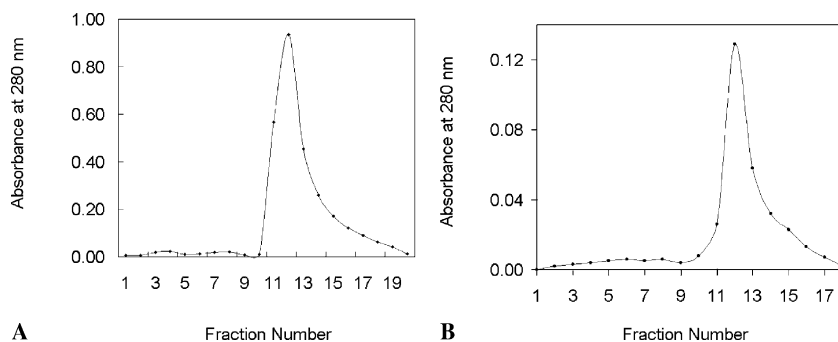 1.00
0.80
0.60
0.40
0.20
0.00
Absorbance at 280 nm
1 3 5 7 9 11 13 15 17 19
A Fraction Number
0.12
0.08
0.04
0.00
Absorbance at 280 nm
1 3 5 7 9 11 13 15 17
B Fraction Number